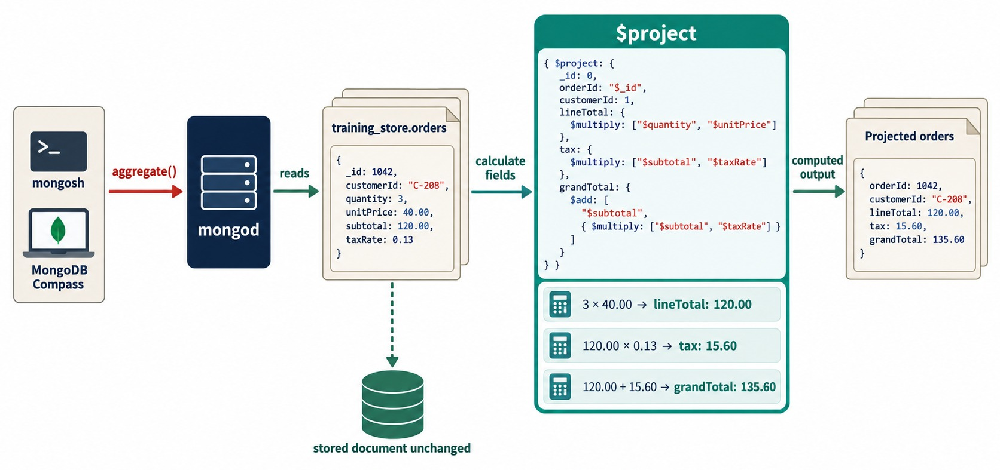 >_
mongosh
MongoDB
Compass
aggregate()
mongod
reads
training_store.orders
{
_id: 1042,
customerId: "C-208",
quantity: 3,
unitPrice: 40.00,
subtotal: 120.00,
taxRate: 0.13
}
stored document unchanged
calculate
fields
$project
{ $project: {
_id: 0,
orderId: "$_id",
customerId: 1,
lineTotal: {
$multiply: ["$quantity", "$unitPrice"]
},
tax: {
$multiply: ["$subtotal", "$taxRate"]
},
grandTotal: {
$add: [
"$subtotal",
{ $multiply: ["$subtotal", "$taxRate"] }
]
}
} }
3 × 40.00 → lineTotal: 120.00
120.00 × 0.13 → tax: 15.60
120.00 + 15.60 → grandTotal: 135.60
computed
output
Projected orders
{
orderId: 1042,
customerId: "C-208",
lineTotal: 120.00,
tax: 15.60,
grandTotal: 135.60
}